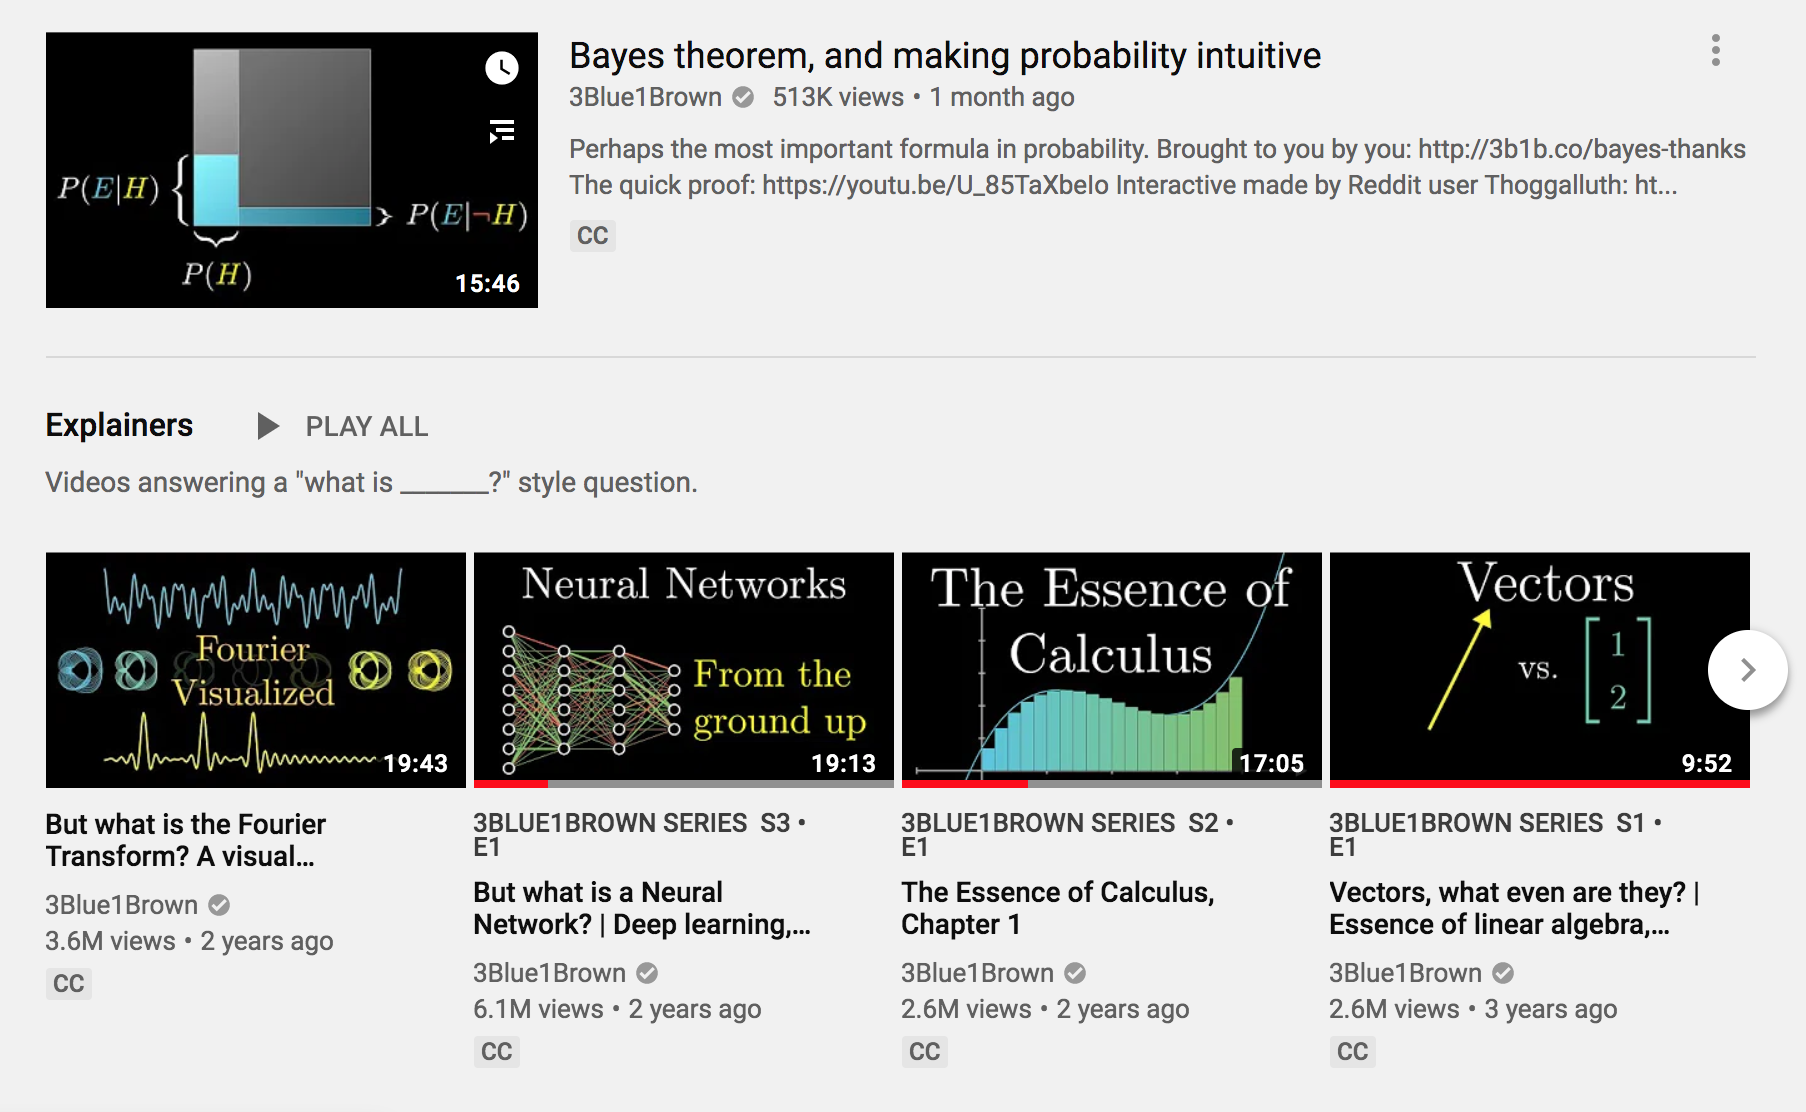 P(E|H)
P(E|¬H)
P(H)
15:46
Bayes theorem, and making probability intuitive
3Blue1Brown 513K views • 1 month ago
Perhaps the most important formula in probability. Brought to you by you: http://3b1b.co/bayes-thanks
The quick proof: https://youtu.be/U_85TaXbeIo Interactive made by Reddit user Thoggalluth: ht...
CC
Explainers PLAY ALL
Videos answering a "what is _______?" style question.
Fourier
Visualized
19:43
But what is the Fourier
Transform? A visual...
3Blue1Brown
3.6M views • 2 years ago
CC
Neural Networks
From the
ground up
19:13
3BLUE1BROWN SERIES S3 •
E1
But what is a Neural
Network? | Deep learning,...
3Blue1Brown
6.1M views • 2 years ago
CC
The Essence of
Calculus
17:05
3BLUE1BROWN SERIES S2 •
E1
The Essence of Calculus,
Chapter 1
3Blue1Brown
2.6M views • 2 years ago
CC
Vectors
vs.
1
2
9:52
3BLUE1BROWN SERIES S1 •
E1
Vectors, what even are they? |
Essence of linear algebra,...
3Blue1Brown
2.6M views • 3 years ago
CC